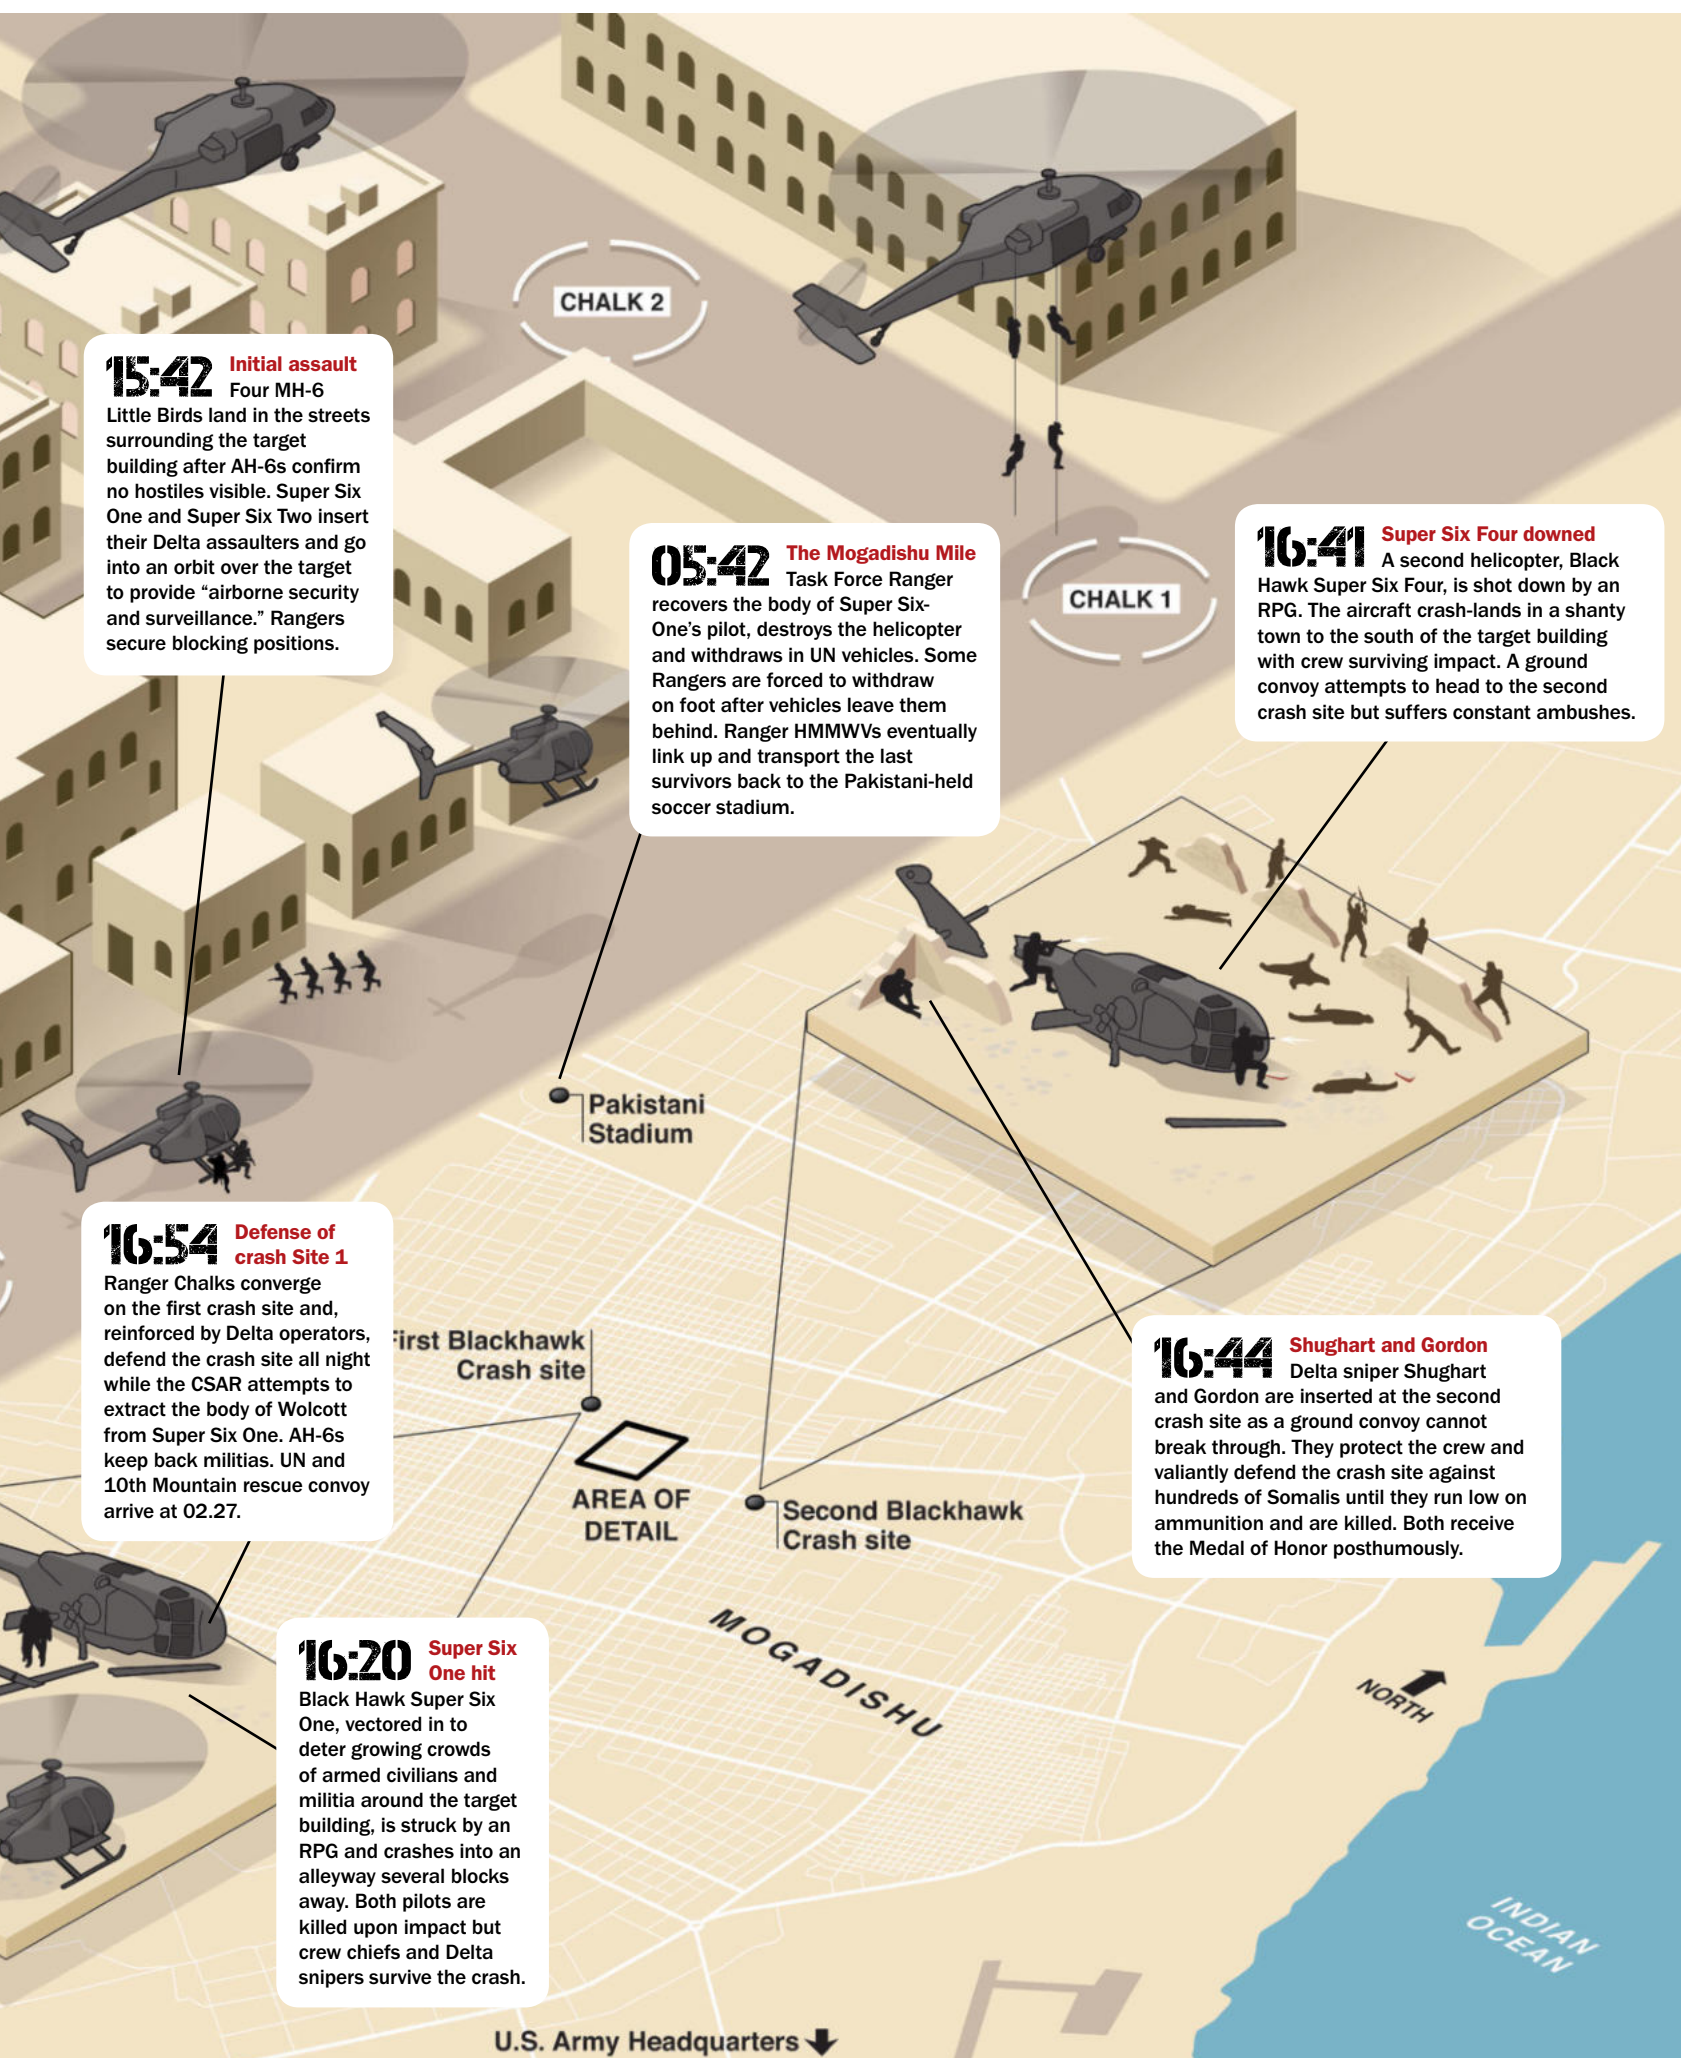 CHALK 2
15:42 Initial assault
Four MH-6
Little Birds land in the streets
surrounding the target
building after AH-6s confirm
no hostiles visible. Super Six
One and Super Six Two insert
their Delta assaulters and go
into an orbit over the target
to provide “airborne security
and surveillance.” Rangers
secure blocking positions.
05:42 The Mogadishu Mile
Task Force Ranger
recovers the body of Super Six-
One’s pilot, destroys the helicopter
and withdraws in UN vehicles. Some
Rangers are forced to withdraw
on foot after vehicles leave them
behind. Ranger HMMWVs eventually
link up and transport the last
survivors back to the Pakistani-held
soccer stadium.
CHALK 1
16:41 Super Six Four downed
A second helicopter, Black
Hawk Super Six Four, is shot down by an
RPG. The aircraft crash-lands in a shanty
town to the south of the target building
with crew surviving impact. A ground
convoy attempts to head to the second
crash site but suffers constant ambushes.
Pakistani
Stadium
16:54 Defense of
crash Site 1
Ranger Chalks converge
on the first crash site and,
reinforced by Delta operators,
defend the crash site all night
while the CSAR attempts to
extract the body of Wolcott
from Super Six One. AH-6s
keep back militias. UN and
10th Mountain rescue convoy
arrive at 02.27.
First Blackhawk
Crash site
AREA OF
DETAIL
Second Blackhawk
Crash site
16:44 Shughart and Gordon
Delta sniper Shughart
and Gordon are inserted at the second
crash site as a ground convoy cannot
break through. They protect the crew and
valiantly defend the crash site against
hundreds of Somalis until they run low on
ammunition and are killed. Both receive
the Medal of Honor posthumously.
16:20 Super Six
One hit
Black Hawk Super Six
One, vectored in to
deter growing crowds
of armed civilians and
militia around the target
building, is struck by an
RPG and crashes into an
alleyway several blocks
away. Both pilots are
killed upon impact but
crew chiefs and Delta
snipers survive the crash.
MOGADISHU
NORTH
INDIAN
OCEAN
U.S. Army Headquarters